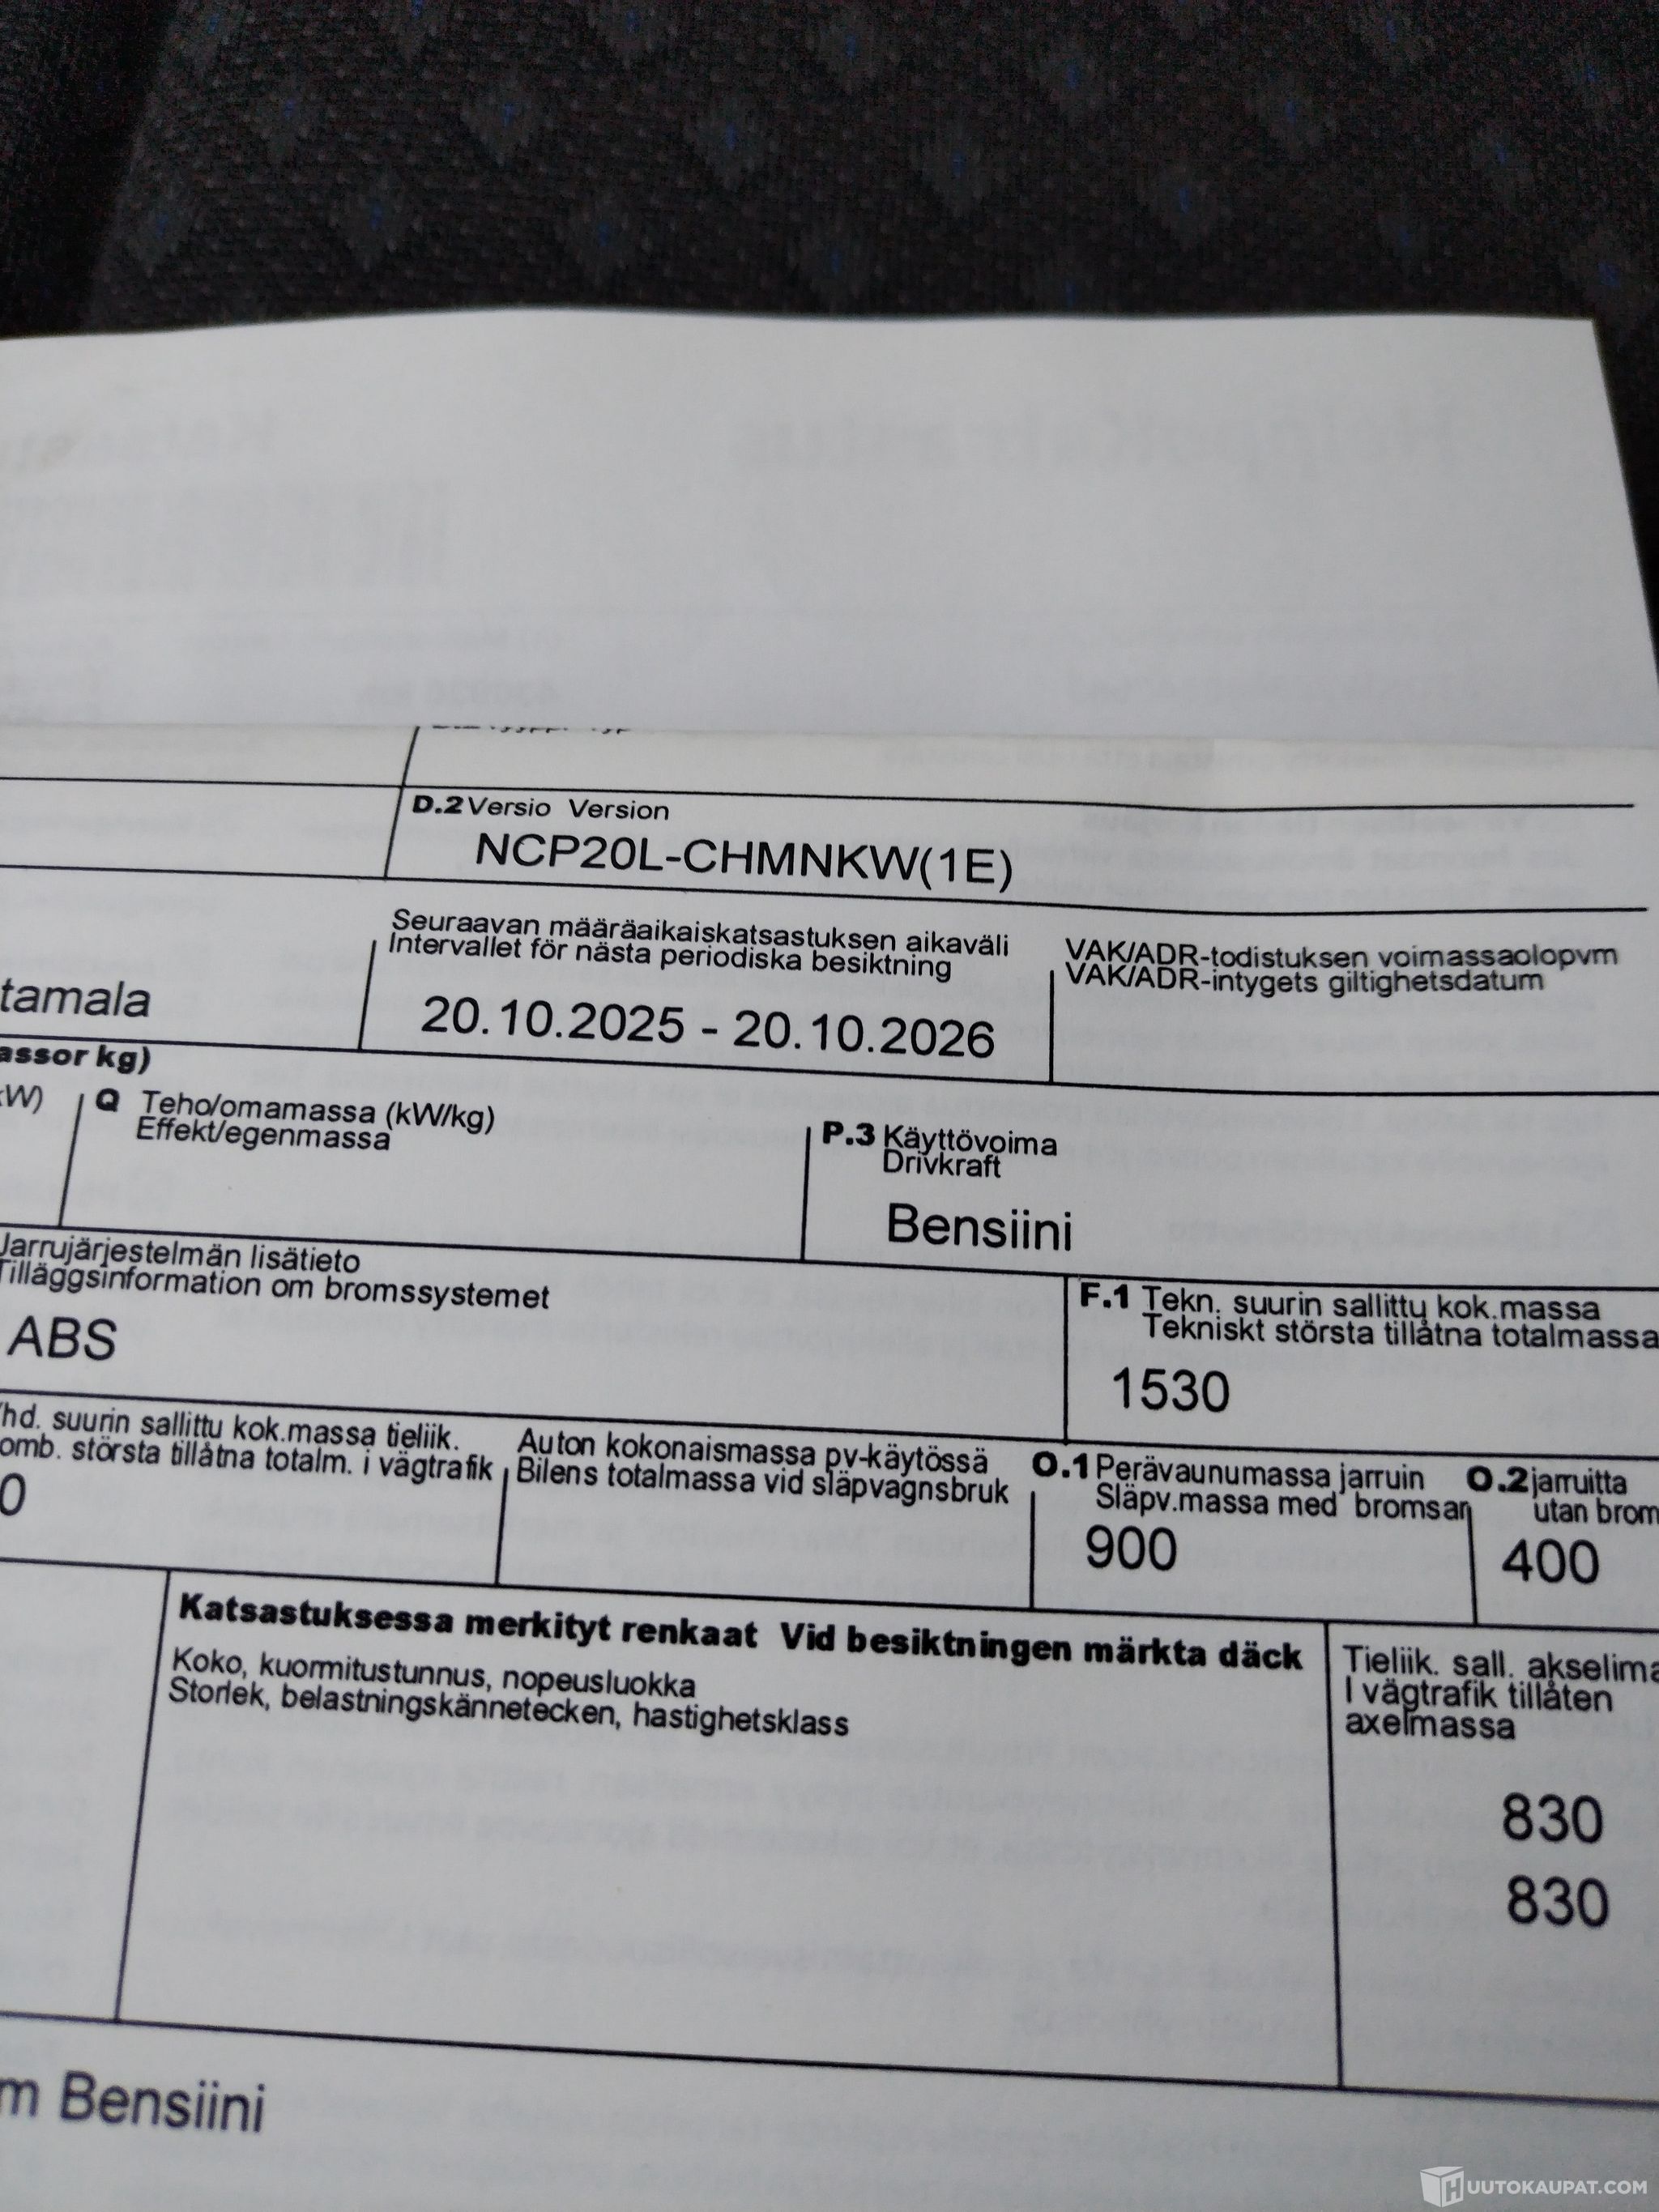 D.2 Versio Version
NCP20L-CHMNKW(1E)
Seuraavan määräaikaiskatsastuksen aikaväli
Intervallet för nästa periodiska besiktning
20.10.2025 - 20.10.2026
VAK/ADR-todistuksen voimassaolopvm
VAK/ADR-intygets giltighetsdatum
tamala
assor kg)
kW)
Q Teho/omamassa (kW/kg)
Effekt/egenmassa
P.3 Käyttövoima
Drivkraft
Bensiini
Jarrujärjestelmän lisätieto
Tilläggsinformation om bromssystemet
ABS
F.1 Tekn. suurin sallittu kok.massa
Tekniskt största tillåtna totalmassa
1530
hd. suurin sallittu kok.massa tieliik.
omb. största tillåtna totalm. i vägtrafik
0
Auton kokonaismassa pv-käytössä
Bilens totalmassa vid släpvagnsbruk
O.1 Perävaunumassa jarruin
Släpv.massa med bromsar
900
O.2 jarruitta
utan brom
400
Katsastuksessa merkityt renkaat Vid besiktningen märkta däck
Koko, kuormitustunnus, nopeusluokka
Storlek, belastningskännetecken, hastighetsklass
Tieliik. sall. akselima
I vägtrafik tillåten
axelmassa
830
830
m Bensiini
HUUTOKAUPAT.COM